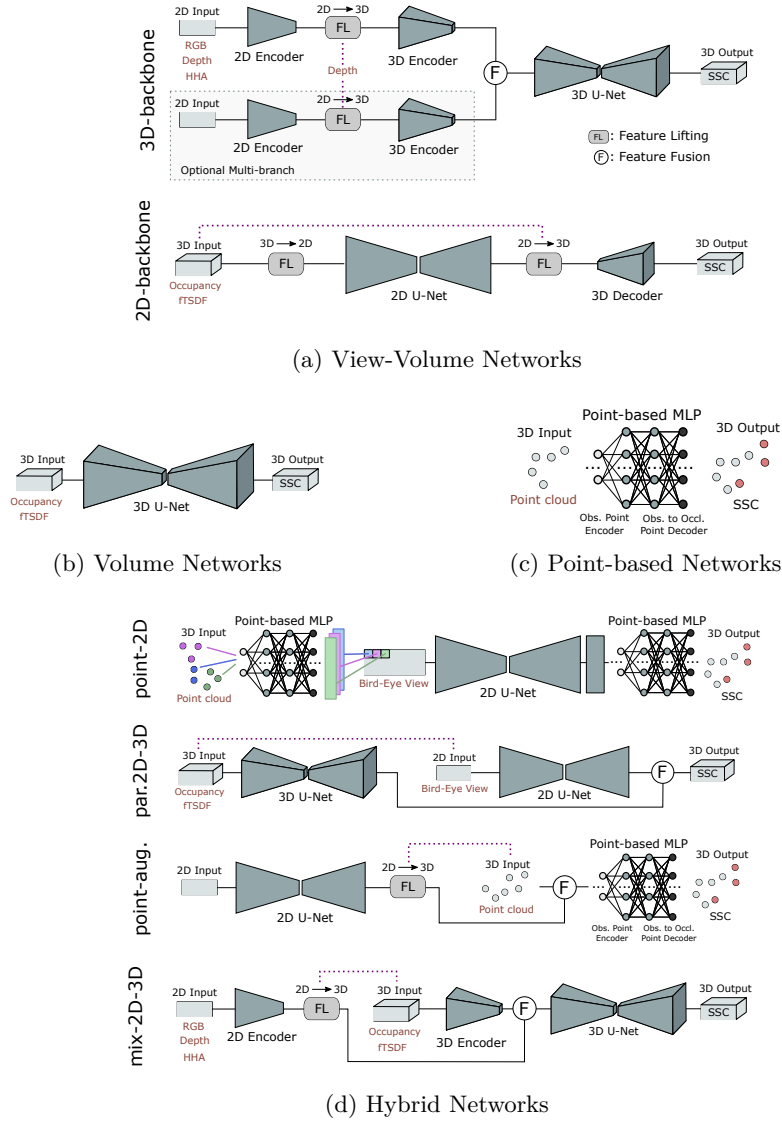 3D-backbone
2D Input
RGB
Depth
HHA
2D Encoder
2D → 3D
FL
3D Encoder
Depth
F
3D U-Net
3D Output
SSC
2D Input
2D Encoder
2D → 3D
FL
3D Encoder
Optional Multi-branch
FL : Feature Lifting
F : Feature Fusion
2D-backbone
3D Input
Occupancy
fTSDF
3D → 2D
FL
2D U-Net
2D → 3D
FL
3D Decoder
3D Output
SSC
(a) View-Volume Networks
3D Input
Occupancy
fTSDF
3D U-Net
3D Output
SSC
(b) Volume Networks
Point-based MLP
3D Input
Point cloud
Obs. Point
Encoder
Obs. to Occl.
Point Decoder
3D Output
SSC
(c) Point-based Networks
point-2D
3D Input
Point cloud
Point-based MLP
Bird-Eye View
2D U-Net
Point-based MLP
3D Output
SSC
par.2D-3D
3D Input
Occupancy
fTSDF
3D U-Net
2D Input
Bird-Eye View
2D U-Net
F
3D Output
SSC
point-aug.
2D Input
2D U-Net
2D → 3D
FL
3D Input
Point cloud
F
Point-based MLP
Obs. Point
Encoder
Obs. to Occl.
Point Decoder
3D Output
SSC
mix-2D-3D
2D Input
RGB
Depth
HHA
2D Encoder
2D → 3D
FL
3D Input
Occupancy
fTSDF
3D Encoder
F
3D U-Net
3D Output
SSC
(d) Hybrid Networks